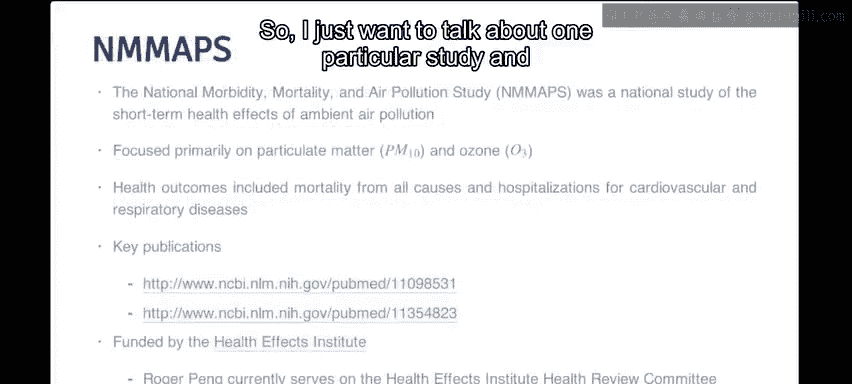 So, I just want to talk about one
particular study and
NMMAPS
· The National Morbidity, Mortality, and Air Pollution Study (NMMAPS) was a national study of the
short-term health effects of ambient air pollution
· Focused primarily on particulate matter (PM10) and ozone (O3)
· Health outcomes included mortality from all causes and hospitalizations for cardiovascular and
respiratory diseases
· Key publications
- http://www.ncbi.nlm.nih.gov/pubmed/11098531
- http://www.ncbi.nlm.nih.gov/pubmed/11354823
· Funded by the Health Effects Institute
- Roger Peng currently serves on the Health Effects Institute Health Review Committee